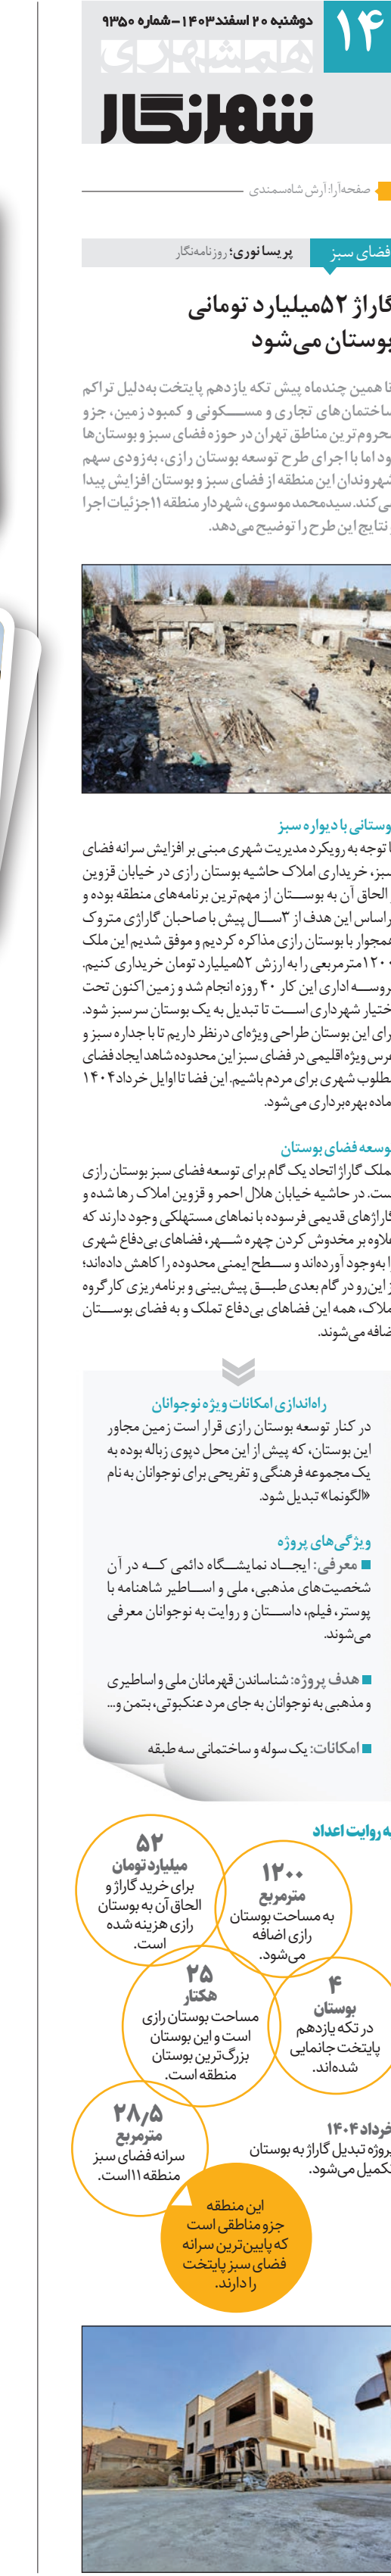 ۱۴
دوشنبه ۲۰ اسفند ۱۴۰۳ - شماره ۹۳۵۰
همشهری
شهرنگار
صفحه‌آرا: آرش شاه‌سمندی
فضای سبز
پریسا نوری؛ روزنامه‌نگار
گاراژ ۵۲میلیارد تومانی
بوستان می‌شود
تا همین چندماه پیش تکه یازدهم پایتخت به‌دلیل تراکم
ساختمان‌های تجاری و مسکونی و کمبود زمین، جزو
محروم‌ترین مناطق تهران در حوزه فضای سبز و بوستان‌ها
بود اما با اجرای طرح توسعه بوستان رازی، به‌زودی سهم
شهروندان این منطقه از فضای سبز و بوستان افزایش پیدا
می‌کند. سیدمحمد موسوی، شهردار منطقه ۱۱جزئیات اجرا
و نتایج این طرح را توضیح می‌دهد.
بوستانی با دیواره سبز
با توجه به رویکرد مدیریت شهری مبنی بر افزایش سرانه فضای
سبز، خریداری املاک حاشیه بوستان رازی در خیابان قزوین
و الحاق آن به بوستان از مهم‌ترین برنامه‌های منطقه بوده و
براساس این هدف از ۳سال پیش با صاحبان گاراژی متروک
همجوار با بوستان رازی مذاکره کردیم و موفق شدیم این ملک
۱۲۰۰مترمربعی را به ارزش ۵۲میلیارد تومان خریداری کنیم.
پروسه اداری این کار ۴۰ روزه انجام شد و زمین اکنون تحت
اختیار شهرداری است تا تبدیل به یک بوستان سرسبز شود.
برای این بوستان طراحی ویژه‌ای درنظر داریم تا با جداره سبز و
غرس ویژه اقلیمی در فضای سبز این محدوده شاهد ایجاد فضای
مطلوب شهری برای مردم باشیم. این فضا تا اوایل خرداد۱۴۰۴
آماده بهره‌برداری می‌شود.
توسعه فضای بوستان
تملک گاراژ اتحاد یک گام برای توسعه فضای سبز بوستان رازی
است. در حاشیه خیابان هلال احمر و قزوین املاک رها شده و
گاراژهای قدیمی فرسوده با نماهای مستهلکی وجود دارند که
علاوه بر مخدوش کردن چهره شهر، فضاهای بی‌دفاع شهری
را به‌وجود آورده‌اند و سطح ایمنی محدوده را کاهش داده‌اند؛
از این‌رو در گام بعدی طبق پیش‌بینی و برنامه‌ریزی کارگروه
املاک، همه این فضاهای بی‌دفاع تملک و به فضای بوستان
اضافه می‌شوند.
راه‌اندازی امکانات ویژه نوجوانان
در کنار توسعه بوستان رازی قرار است زمین مجاور
این بوستان، که پیش از این محل دپوی زباله بوده به
یک مجموعه فرهنگی و تفریحی برای نوجوانان به نام
«الگونما» تبدیل شود.
ویژگی‌های پروژه
معرفی: ایجاد نمایشگاه دائمی که در آن
شخصیت‌های مذهبی، ملی و اساطیر شاهنامه با
پوستر، فیلم، داستان و روایت به نوجوانان معرفی
می‌شوند.
هدف پروژه: شناساندن قهرمانان ملی و اساطیری
و مذهبی به نوجوانان به جای مرد عنکبوتی، بتمن و...
امکانات: یک سوله و ساختمانی سه طبقه
به روایت اعداد
۵۲
میلیارد تومان
برای خرید گاراژ و
الحاق آن به بوستان
رازی هزینه شده
است.
۱۲۰۰
مترمربع
به مساحت بوستان
رازی اضافه
می‌شود.
۲۵
هکتار
مساحت بوستان رازی
است و این بوستان
بزرگ‌ترین بوستان
منطقه است.
۴
بوستان
در تکه یازدهم
پایتخت جانمایی
شده‌اند.
۲۸٫۵
مترمربع
سرانه فضای سبز
منطقه ۱۱است.
خرداد ۱۴۰۴
پروژه تبدیل گاراژ به بوستان
تکمیل می‌شود.
این منطقه
جزو مناطقی است
که پایین‌ترین سرانه
فضای سبز پایتخت
را دارند.